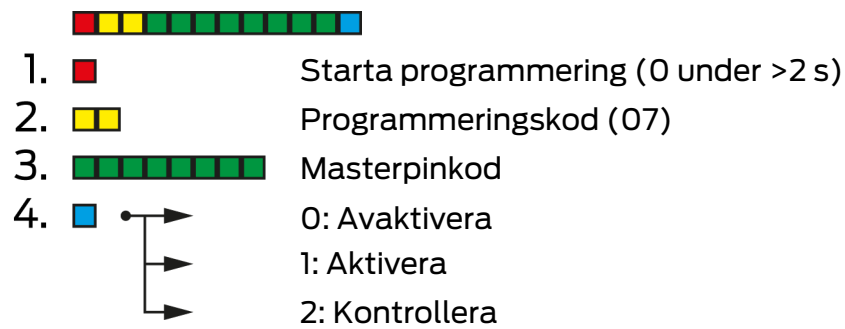 1. Starta programmering (0 under >2 s)
2. Programmeringskod (07)
3. Masterpinkod
4. 0: Avaktivera
1: Aktivera
2: Kontrollera